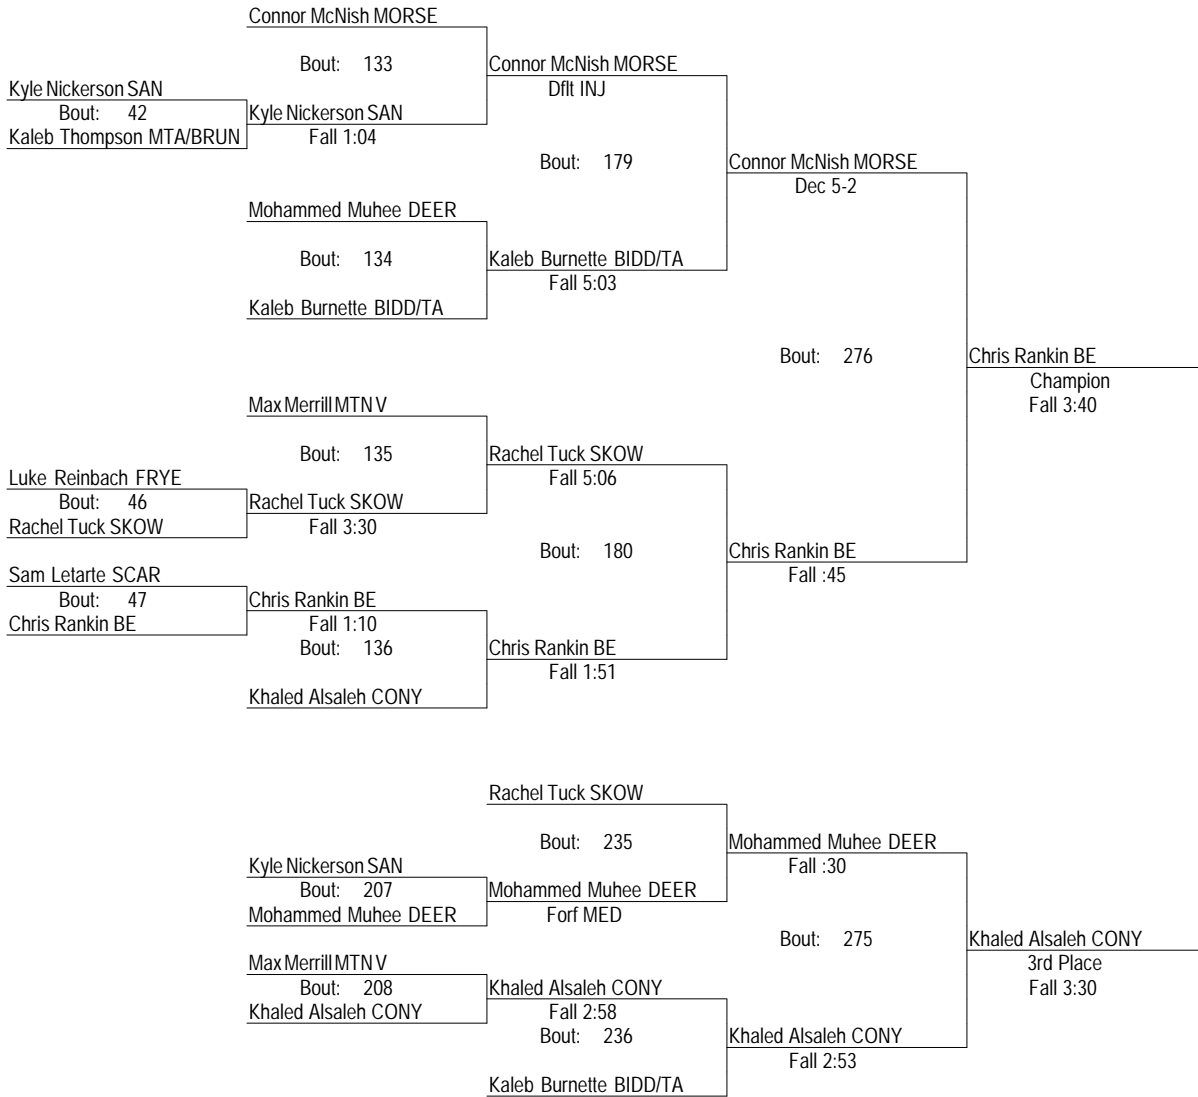 Connor McNish MORSE
Bout: 133
Connor McNish MORSE
Kyle Nickerson SAN
Dflt INJ
Bout: 42
Kyle Nickerson SAN
Kaleb Thompson MTA/BRUN
Fall 1:04
Bout: 179
Connor McNish MORSE
Dec 5-2
Mohammed Muhee DEER
Bout: 134
Kaleb Burnette BIDD/TA
Fall 5:03
Kaleb Burnette BIDD/TA
Bout: 276
Chris Rankin BE
Champion
Fall 3:40
Max Merrill MTN V
Bout: 135
Rachel Tuck SKOW
Luke Reinbach FRYE
Fall 5:06
Bout: 46
Rachel Tuck SKOW
Rachel Tuck SKOW
Fall 3:30
Bout: 180
Chris Rankin BE
Sam Letarte SCAR
Fall :45
Bout: 47
Chris Rankin BE
Chris Rankin BE
Fall 1:10
Bout: 136
Chris Rankin BE
Fall 1:51
Khaled Alsaleh CONY
Rachel Tuck SKOW
Bout: 235
Mohammed Muhee DEER
Kyle Nickerson SAN
Fall :30
Bout: 207
Mohammed Muhee DEER
Mohammed Muhee DEER
Forf MED
Bout: 275
Khaled Alsaleh CONY
Max Merrill MTN V
3rd Place
Bout: 208
Khaled Alsaleh CONY
Fall 3:30
Khaled Alsaleh CONY
Fall 2:58
Bout: 236
Khaled Alsaleh CONY
Fall 2:53
Kaleb Burnette BIDD/TA